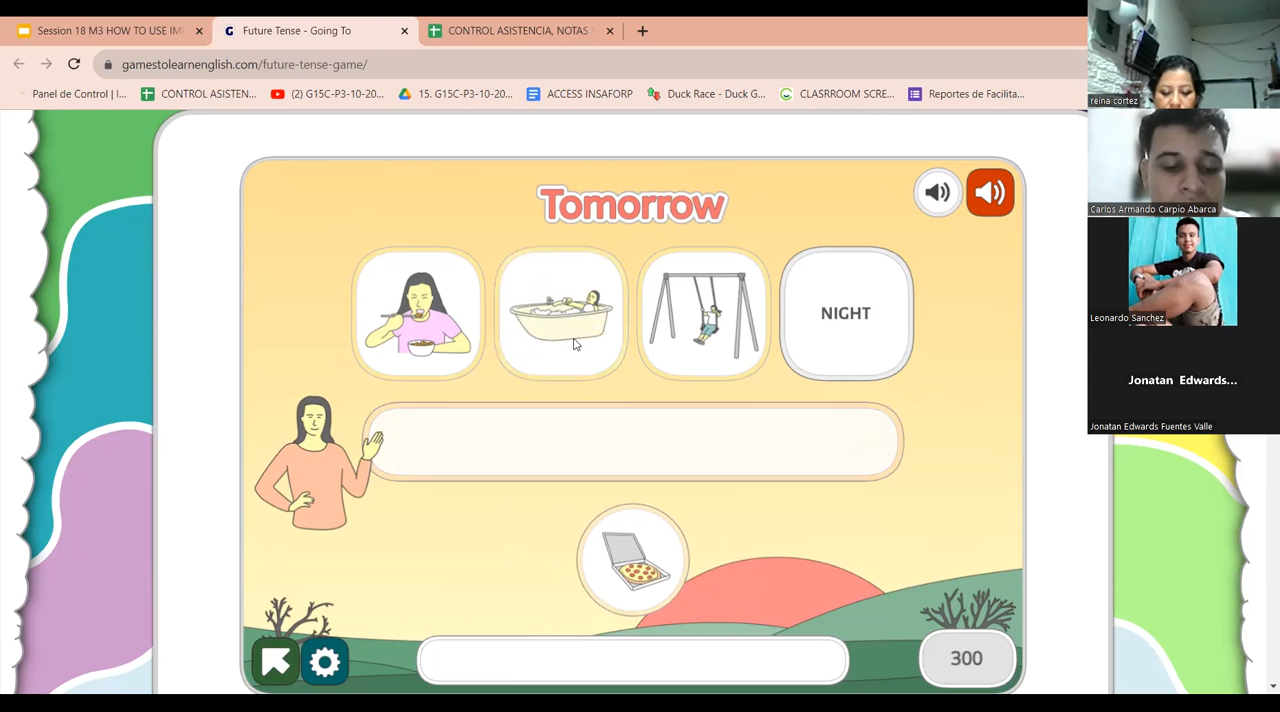 Session 18 M3 HOW TO USE IM
Future Tense - Going To
CONTROL ASISTENCIA, NOTAS
gamestolearnenglish.com/future-tense-game/
Panel de Control | I...
CONTROL ASISTEN...
(2) G15C-P3-10-20...
G15C-P3-10-20...
ACCESS INSAFORP
Duck Race - Duck G...
CLASRROOM SCRE...
Reportes de Facilita...
Tomorrow
NIGHT
300
reina cortez
Carlos Armando Carpio Abarca
Leonardo Sanchez
Jonatan Edwards...
Jonatan Edwards Fuentes Valle